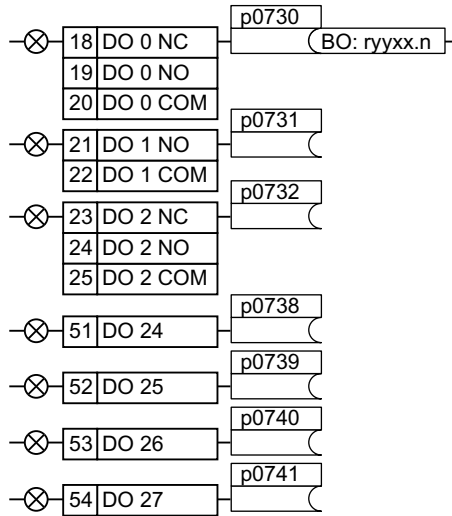 p0730
18 DO 0 NC BO: ryyxx.n
19 DO 0 NO
20 DO 0 COM
p0731
21 DO 1 NO
22 DO 1 COM
p0732
23 DO 2 NC
24 DO 2 NO
25 DO 2 COM
p0738
51 DO 24
p0739
52 DO 25
p0740
53 DO 26
p0741
54 DO 27